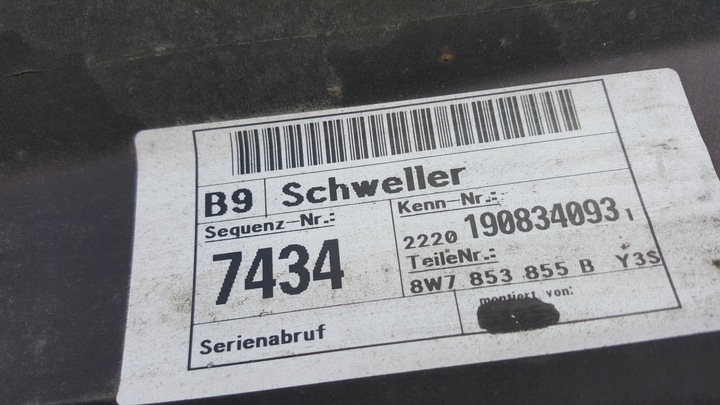 B9 Schweller
Sequenz-Nr.: Kenn-Nr.:
7434 2220 190834093 1
TeileNr.:
8W7 853 855 B Y3S
Serienabruf montiert von: